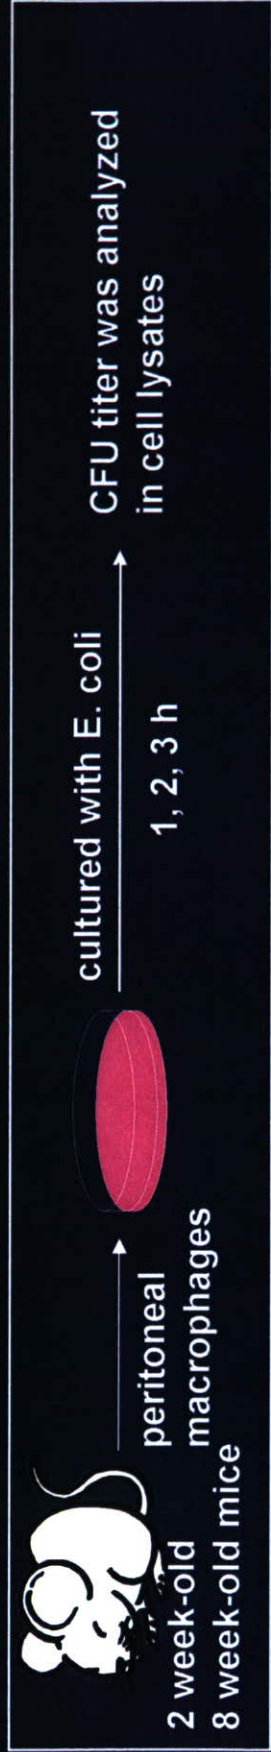 2 week-old
8 week-old mice
peritoneal
macrophages
cultured with E. coli
1, 2, 3 h
CFU titer was analyzed
in cell lysates